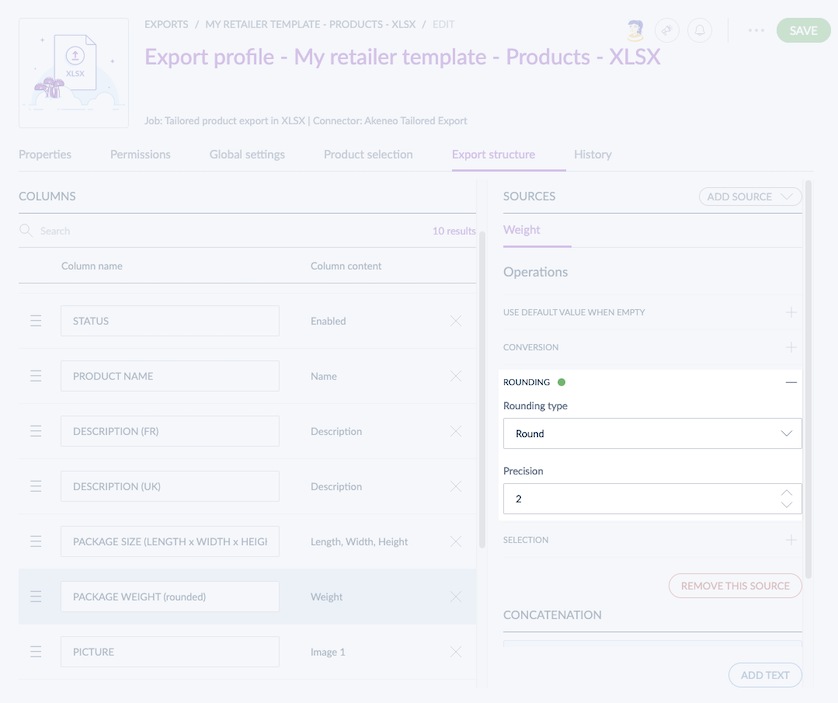 EXPORTS / MY RETAILER TEMPLATE - PRODUCTS - XLSX / EDIT
SAVE
Export profile - My retailer template - Products - XLSX
XLSX
Job: Tailored product export in XLSX | Connector: Akeneo Tailored Export
Properties Permissions Global settings Product selection Export structure History
COLUMNS
Search 10 results
Column name Column content
STATUS Enabled
PRODUCT NAME Name
DESCRIPTION (FR) Description
DESCRIPTION (UK) Description
PACKAGE SIZE (LENGTH x WIDTH x HEIGI Length, Width, Height
PACKAGE WEIGHT (rounded) Weight
PICTURE Image 1
SOURCES ADD SOURCE
Weight
Operations
USE DEFAULT VALUE WHEN EMPTY
CONVERSION
ROUNDING
Rounding type
Round
Precision
2
SELECTION
REMOVE THIS SOURCE
CONCATENATION
ADD TEXT